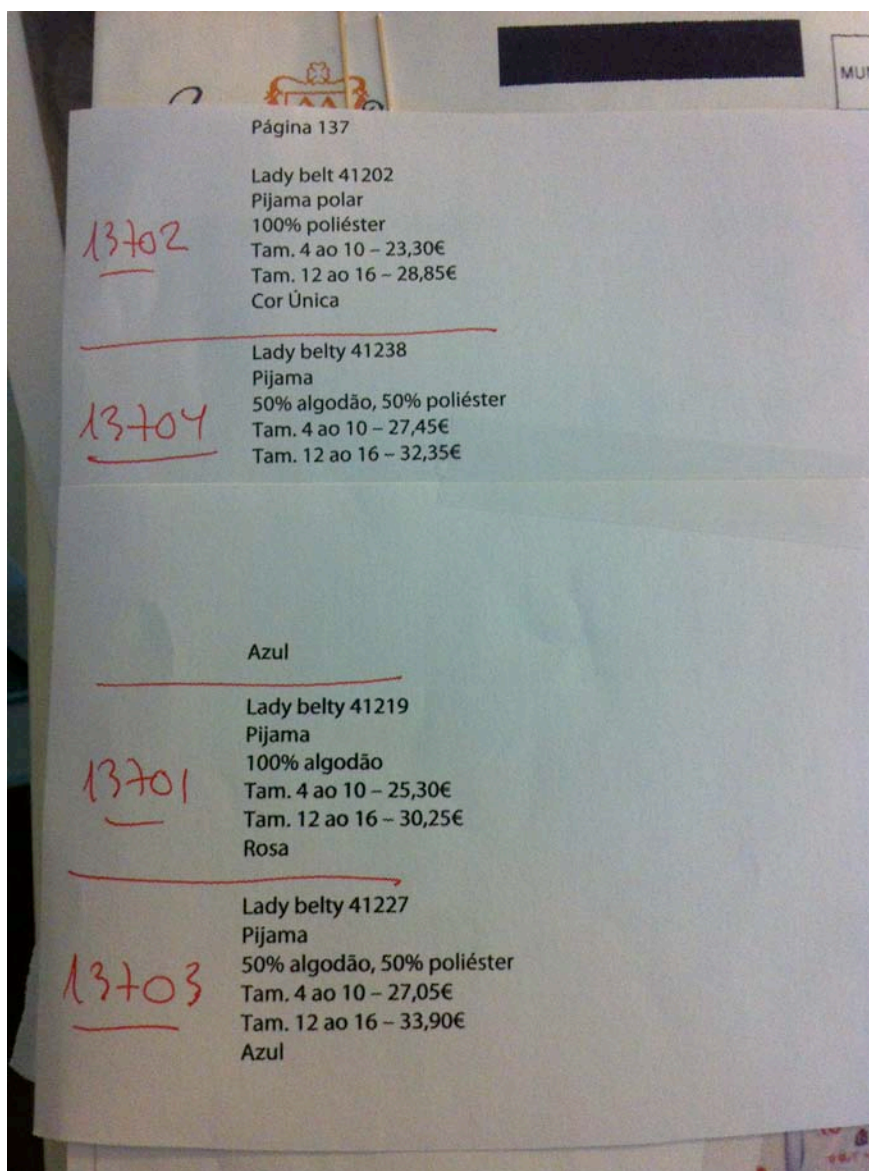 MUN
Página 137
Lady belt 41202
Pijama polar
100% poliéster
Tam. 4 ao 10 – 23,30€
Tam. 12 ao 16 – 28,85€
Cor Única
13702
Lady belty 41238
Pijama
50% algodão, 50% poliéster
Tam. 4 ao 10 – 27,45€
Tam. 12 ao 16 – 32,35€
13704
Azul
Lady belty 41219
Pijama
100% algodão
Tam. 4 ao 10 – 25,30€
Tam. 12 ao 16 – 30,25€
Rosa
13701
Lady belty 41227
Pijama
50% algodão, 50% poliéster
Tam. 4 ao 10 – 27,05€
Tam. 12 ao 16 – 33,90€
Azul
13703